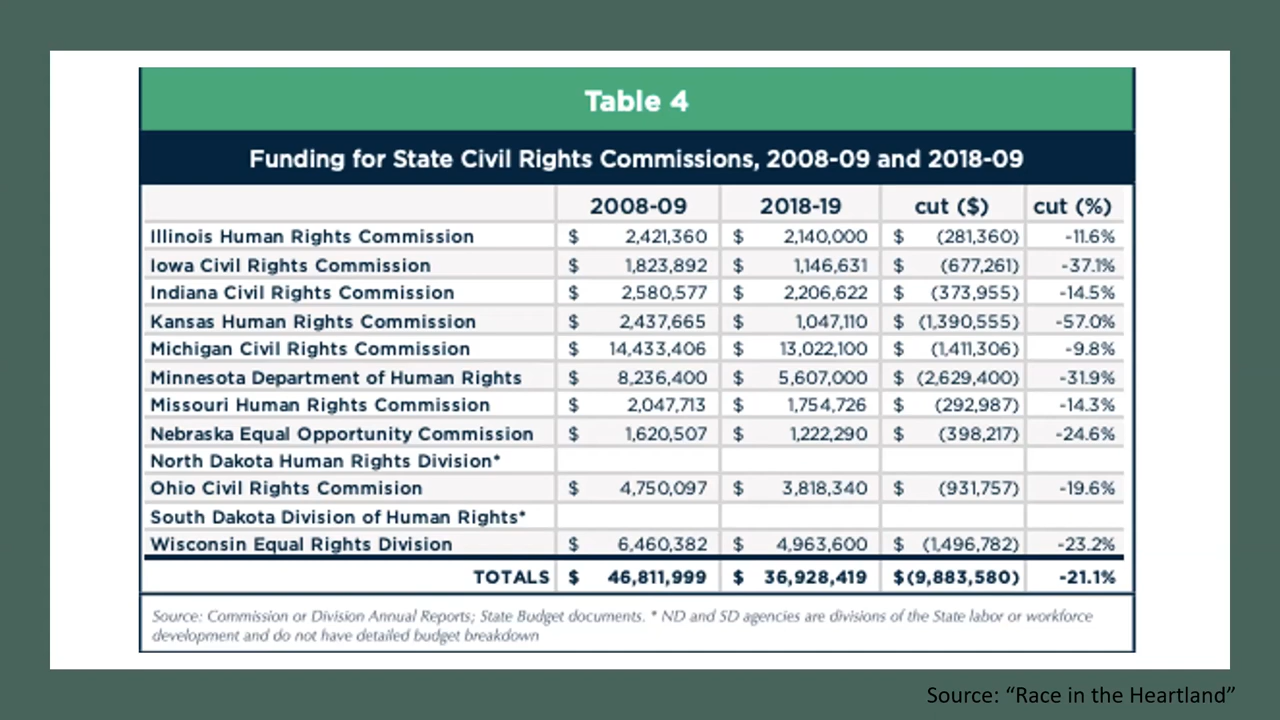 Table 4
Funding for State Civil Rights Commissions, 2008-09 and 2018-09
2008-09 2018-19 cut ($) cut (%)
Illinois Human Rights Commission $ 2,421,360 $ 2,140,000 $ (281,360) -11.6%
Iowa Civil Rights Commission $ 1,823,892 $ 1,146,631 $ (677,261) -37.1%
Indiana Civil Rights Commission $ 2,580,577 $ 2,206,622 $ (373,955) -14.5%
Kansas Human Rights Commission $ 2,437,665 $ 1,047,110 $ (1,390,555) -57.0%
Michigan Civil Rights Commission $ 14,433,406 $ 13,022,100 $ (1,411,306) -9.8%
Minnesota Department of Human Rights $ 8,236,400 $ 5,607,000 $ (2,629,400) -31.9%
Missouri Human Rights Commission $ 2,047,713 $ 1,754,726 $ (292,987) -14.3%
Nebraska Equal Opportunity Commission $ 1,620,507 $ 1,222,290 $ (398,217) -24.6%
North Dakota Human Rights Division*
Ohio Civil Rights Commision $ 4,750,097 $ 3,818,340 $ (931,757) -19.6%
South Dakota Division of Human Rights*
Wisconsin Equal Rights Division $ 6,460,382 $ 4,963,600 $ (1,496,782) -23.2%
TOTALS $ 46,811,999 $ 36,928,419 $(9,883,580) -21.1%
Source: Commission or Division Annual Reports; State Budget documents. * ND and SD agencies are divisions of the State labor or workforce
development and do not have detailed budget breakdown
Source: “Race in the Heartland”